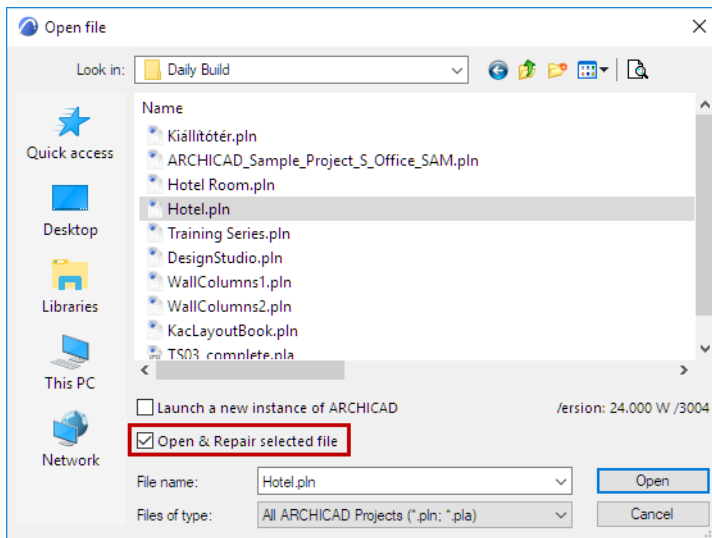 Open file
Look in: Daily Build
Name
Kiállítótér.pln
ARCHICAD_Sample_Project_S_Office_SAM.pln
Hotel Room.pln
Hotel.pln
Training Series.pln
DesignStudio.pln
WallColumns1.pln
WallColumns2.pln
KacLayoutBook.pln
TS03_complete.pla
Quick access
Desktop
Libraries
This PC
Network
Launch a new instance of ARCHICAD /ersion: 24.000 W /3004
Open & Repair selected file
File name: Hotel.pln Open
Files of type: All ARCHICAD Projects (*.pln; *.pla) Cancel